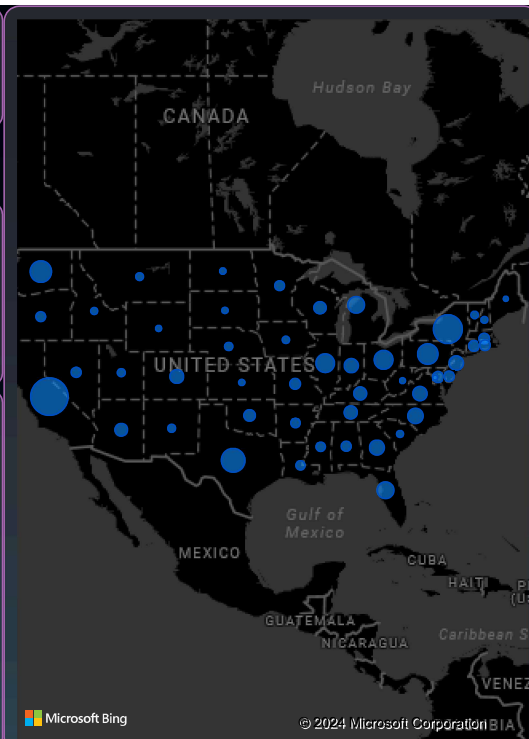 Hudson Bay
CANADA
UNITED STATES
Gulf of
Mexico
MEXICO
CUBA
HAITI
P
(U
GUATEMALA
NICARAGUA
Caribbean S
VENEZ
Microsoft Bing
© 2024 Microsoft Corporation